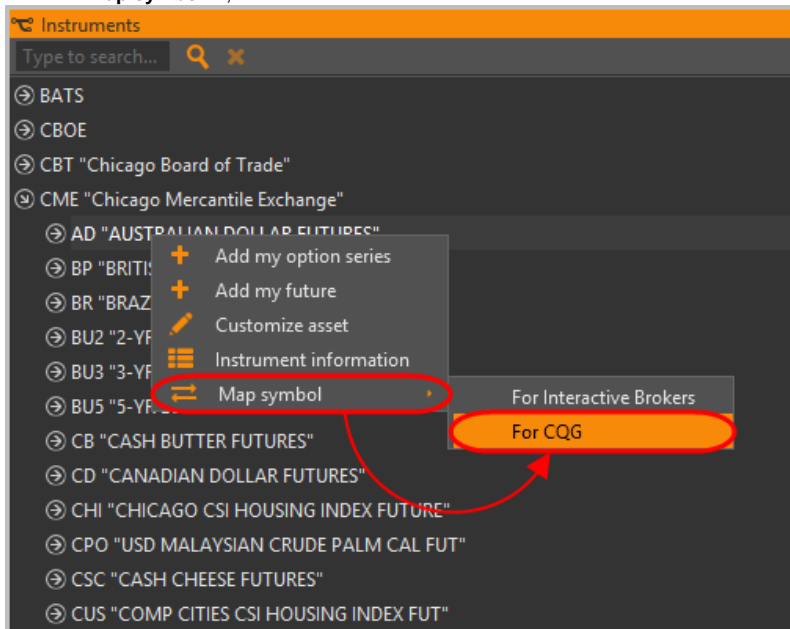 Instruments
Type to search...
BATS
CBOE
CBT "Chicago Board of Trade"
CME "Chicago Mercantile Exchange"
AD "AUSTRALIAN DOLLAR FUTURES"
Add my option series
BP "BRITIS
Add my future
BR "BRAZ
Customize asset
BU2 "2-YR
Instrument information
BU3 "3-YR
Map symbol
For Interactive Brokers
BU5 "5-YR
For CQG
CB "CASH BUTTER FUTURES"
CD "CANADIAN DOLLAR FUTURES"
CHI "CHICAGO CSI HOUSING INDEX FUTURE"
CPO "USD MALAYSIAN CRUDE PALM CAL FUT"
CSC "CASH CHEESE FUTURES"
CUS "COMP CITIES CSI HOUSING INDEX FUT"